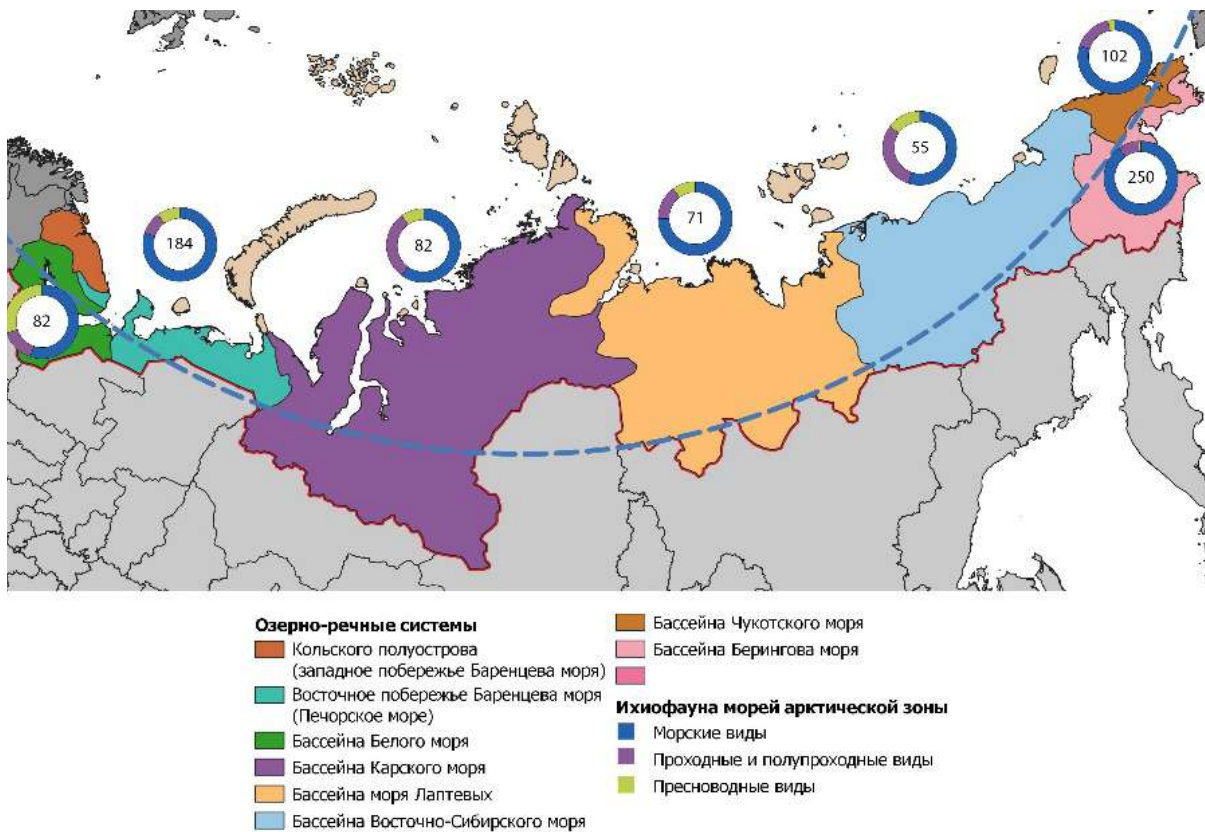 102
55
250
184
82
71
82
Озерно-речные системы
Кольского полуострова
(западное побережье Баренцева моря)
Восточное побережье Баренцева моря
(Печорское море)
Бассейна Белого моря
Бассейна Карского моря
Бассейна моря Лаптевых
Бассейна Восточно-Сибирского моря
Бассейна Чукотского моря
Бассейна Берингова моря
Ихиофауна морей арктической зоны
Морские виды
Проходные и полупроходные виды
Пресноводные виды